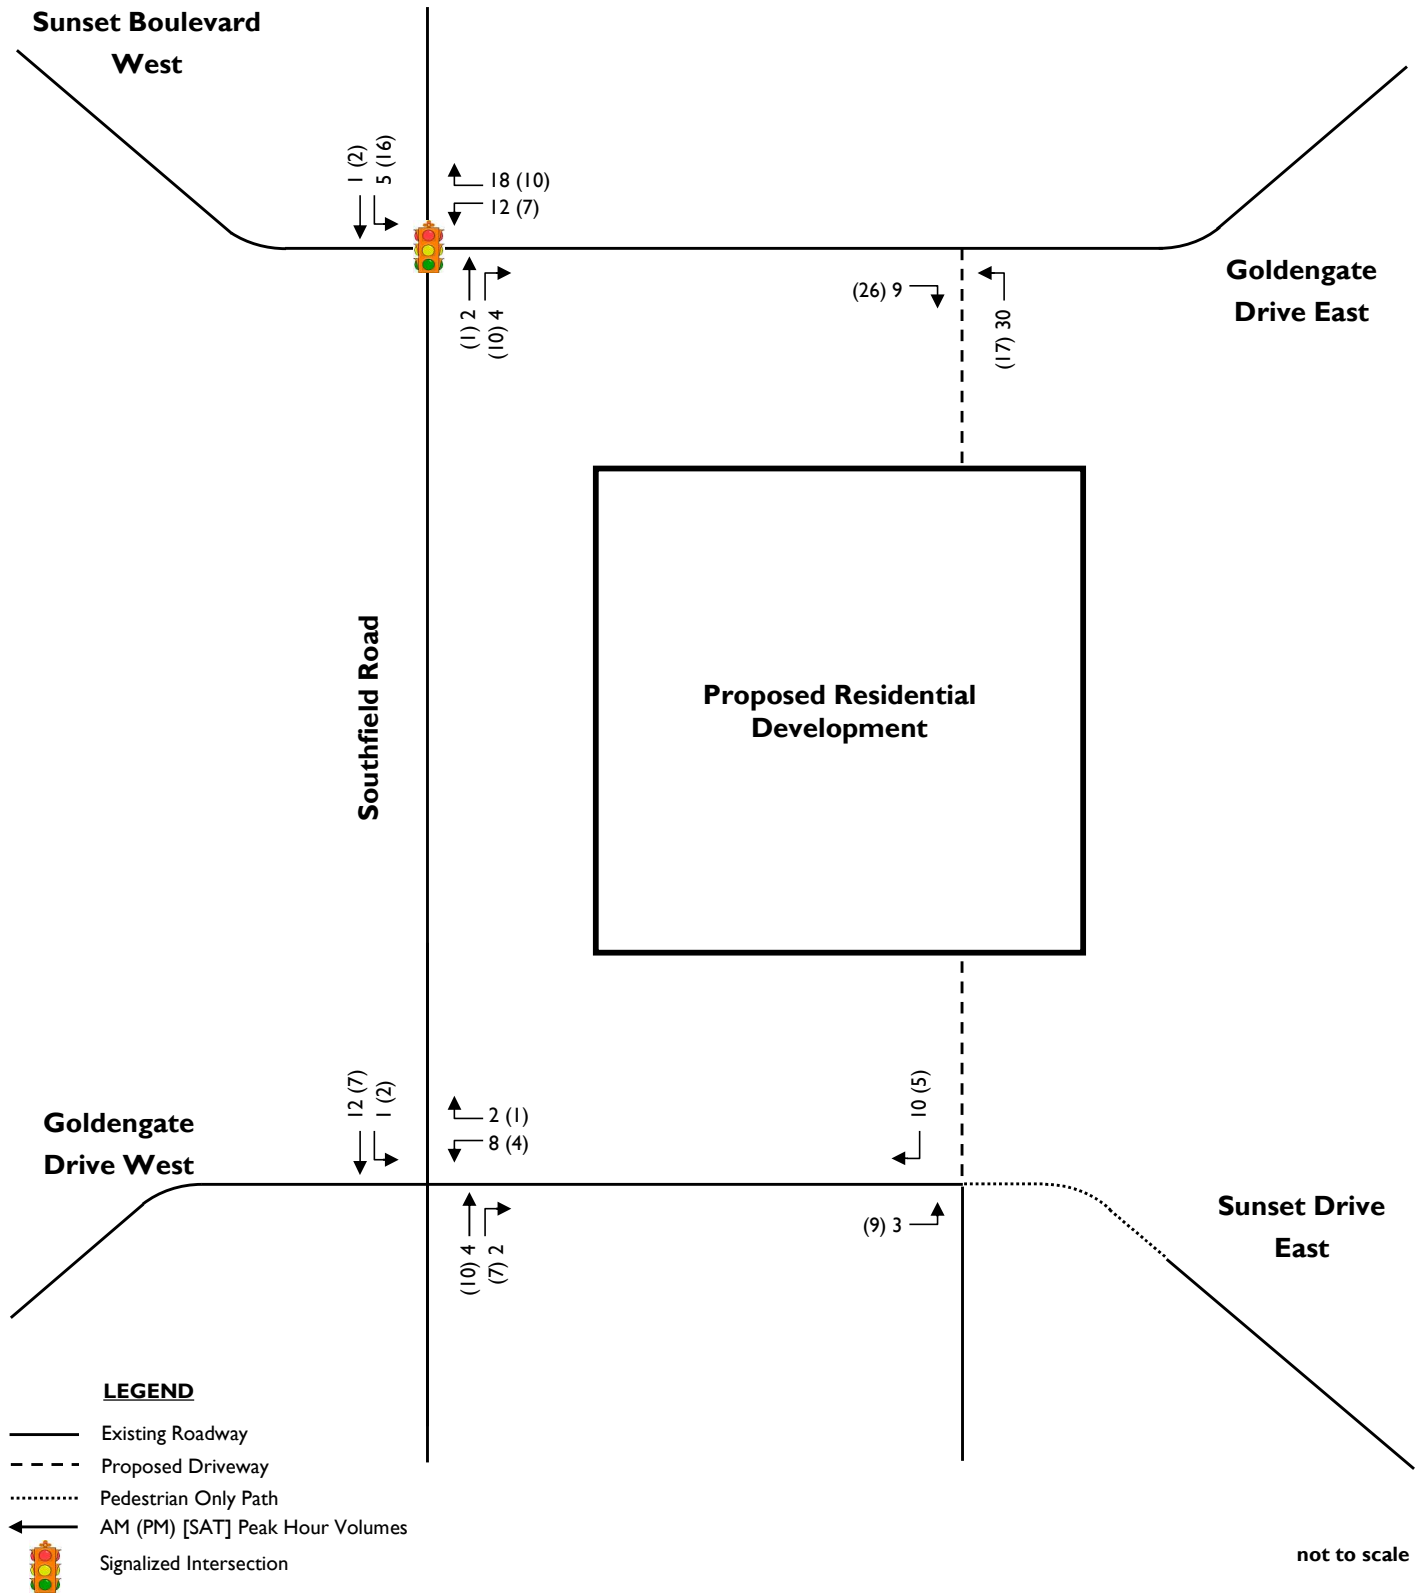 Sunset Boulevard
West
1 (2)
5 (16)
18 (10)
12 (7)
(1) 2
(10) 4
(26) 9
(17) 30
Goldengate
Drive East
Southfield Road
Proposed Residential
Development
12 (7)
1 (2)
2 (1)
8 (4)
10 (5)
Goldengate
Drive West
(10) 4
(7) 2
(9) 3
Sunset Drive
East
LEGEND
Existing Roadway
Proposed Driveway
Pedestrian Only Path
AM (PM) [SAT] Peak Hour Volumes
Signalized Intersection
not to scale